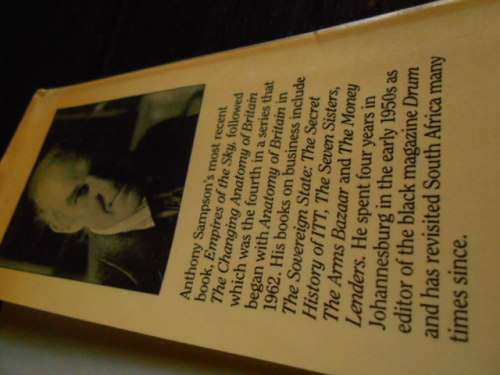 Anthony Sampson's most recent
book, Empires of the Sky, followed
The Changing Anatomy of Britain
which was the fourth in a series that
began with Anatomy of Britain in
1962. His books on business include
The Sovereign State: The Secret
History of ITT, The Seven Sisters,
The Arms Bazaar and The Money
Lenders. He spent four years in
Johannesburg in the early 1950s as
editor of the black magazine Drum
and has revisited South Africa many
times since.